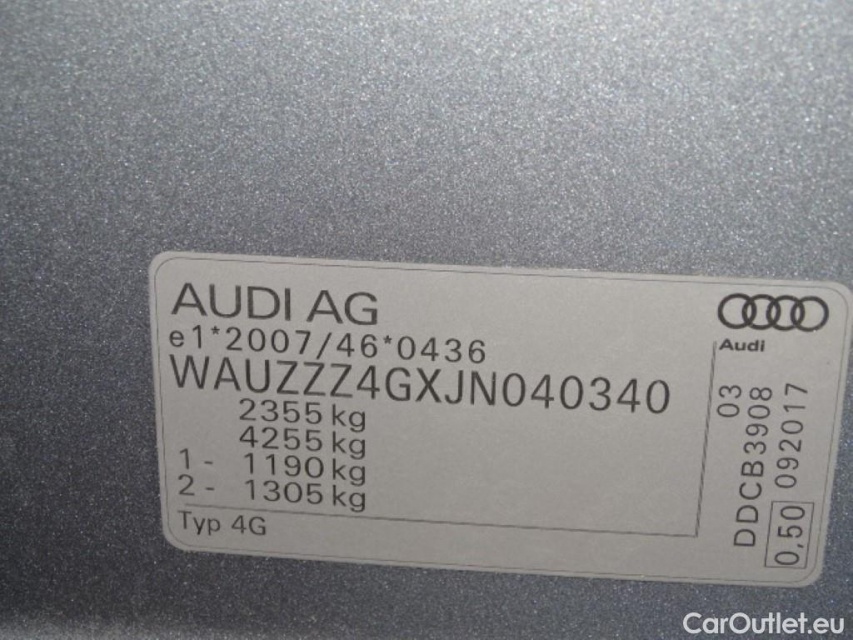 AUDI AG
e1*2007/46*0436
WAUZZZ4GXJN040340
2355 kg
4255 kg
1 - 1190 kg
2 - 1305 kg
Typ 4G
Audi
03
DDCB3908
0,50 092017
CarOutlet.eu